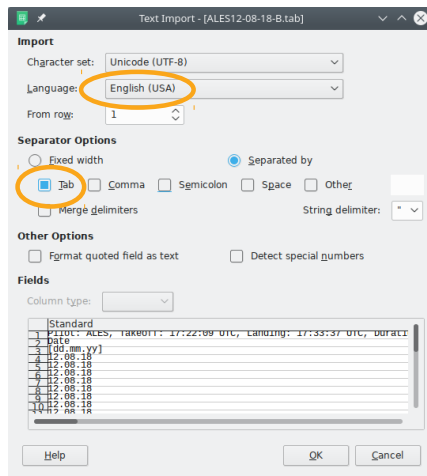 Text Import - [ALES12-08-18-B.tab]
Import
Character set: Unicode (UTF-8)
Language: English (USA)
From row: 1
Separator Options
Fixed width Separated by
Tab Comma Semicolon Space Other
Merge delimiters String delimiter: "
Other Options
Format quoted field as text Detect special numbers
Fields
Column type:
Standard
1 Pilot: ALES, Takeoff: 17:22:09 UTC, Landing: 17:33:37 UTC, Durati
2 Date
3 [dd.mm.yy]
4 12.08.18
5 12.08.18
6 12.08.18
7 12.08.18
8 12.08.18
9 12.08.18
10 12.08.18
11 12.08.18
Help OK Cancel